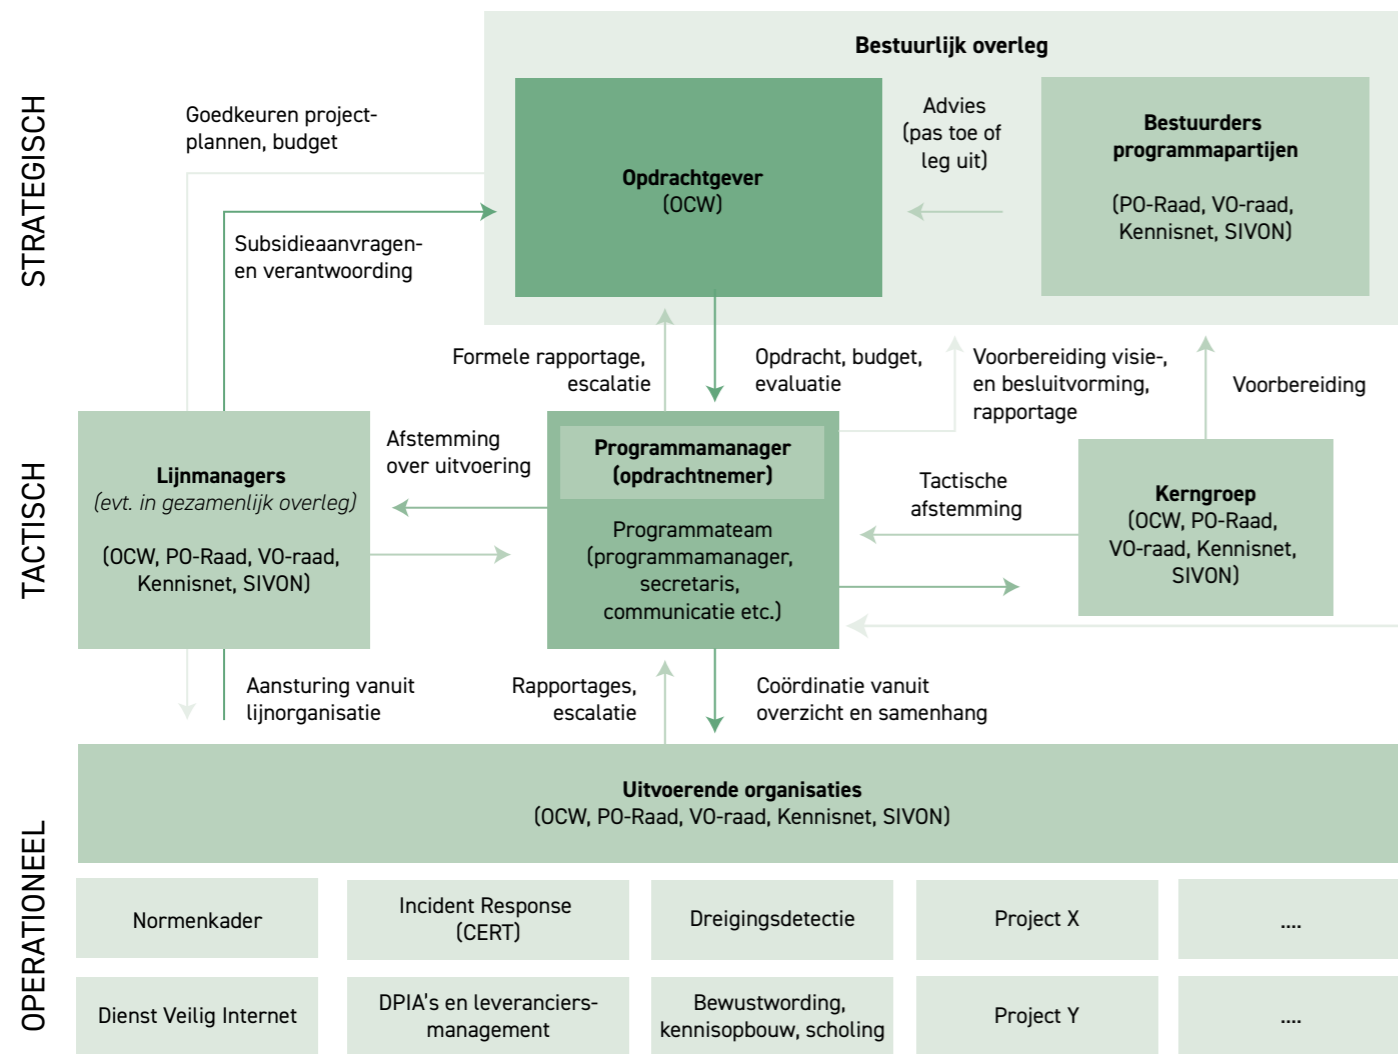 STRATEGISCH
Bestuurlijk overleg
Goedkeuren project-
plannen, budget
Subsidieaanvragen-
en verantwoording
Opdrachtgever
(OCW)
Advies
(pas toe of
leg uit)
Bestuurders
programmapartijen
(PO-Raad, VO-raad,
Kennisnet, SIVON)
Formele rapportage,
escalatie
Opdracht, budget,
evaluatie
Voorbereiding visie-,
en besluitvorming,
rapportage
Voorbereiding
TACTISCH
Lijnmanagers
(evt. in gezamenlijk overleg)
(OCW, PO-Raad, VO-raad,
Kennisnet, SIVON)
Afstemming
over uitvoering
Programmamanager
(opdrachtnemer)
Programmateam
(programmamanager,
secretaris,
communicatie etc.)
Tactische
afstemming
Kerngroep
(OCW, PO-Raad,
VO-raad, Kennisnet,
SIVON)
Aansturing vanuit
lijnorganisatie
Rapportages,
escalatie
Coördinatie vanuit
overzicht en samenhang
OPERATIONEEL
Uitvoerende organisaties
(OCW, PO-Raad, VO-raad, Kennisnet, SIVON)
Normenkader
Incident Response
(CERT)
Dreigingsdetectie
Project X
....
Dienst Veilig Internet
DPIA's en leveranciers-
management
Bewustwording,
kennisopbouw, scholing
Project Y
....